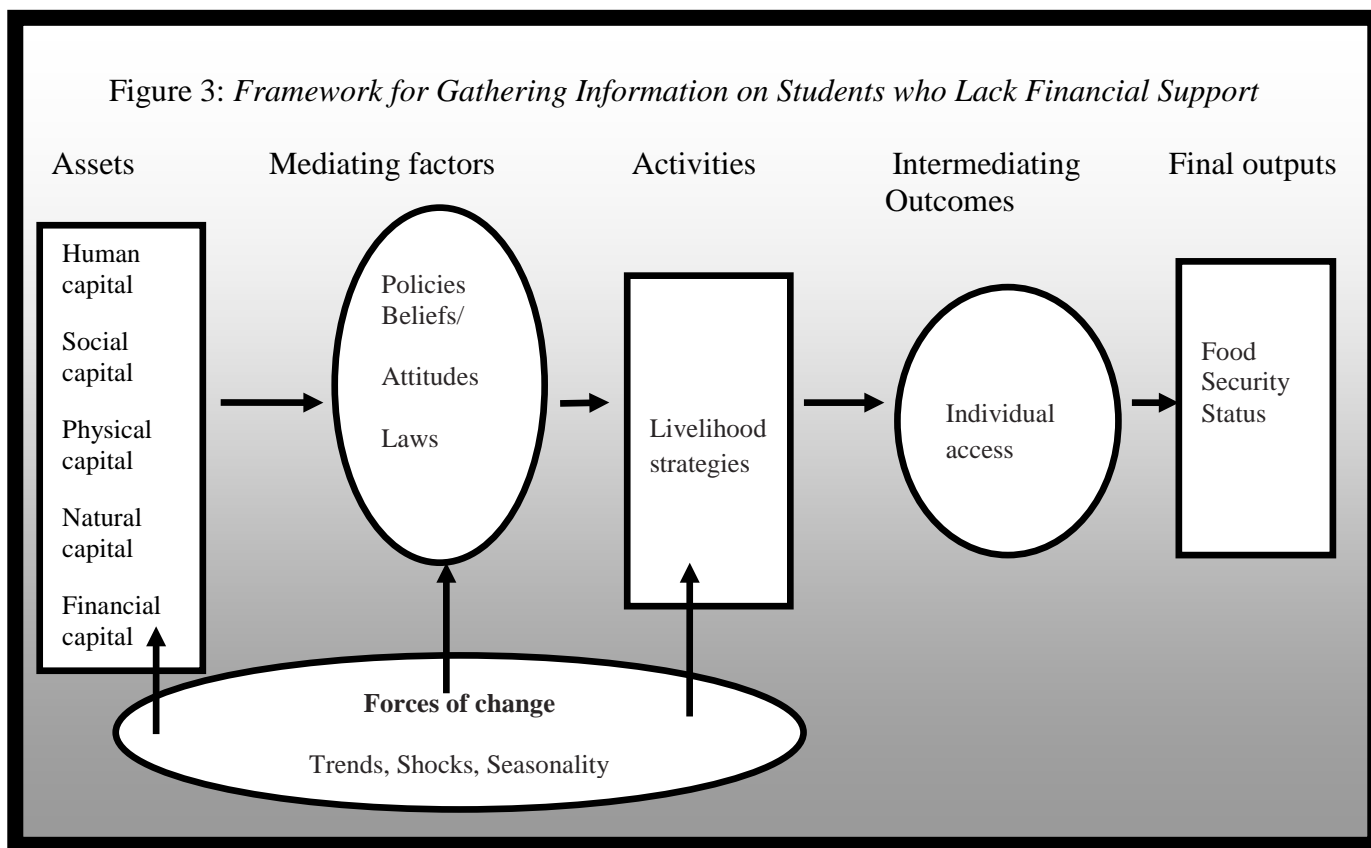 Figure 3: Framework for Gathering Information on Students who Lack Financial Support
Assets
Mediating factors
Activities
Intermediating
Outcomes
Final outputs
Human
capital
Social
capital
Physical
capital
Natural
capital
Financial
capital
Policies
Beliefs/
Attitudes
Laws
Livelihood
strategies
Individual
access
Food
Security
Status
Forces of change
Trends, Shocks, Seasonality